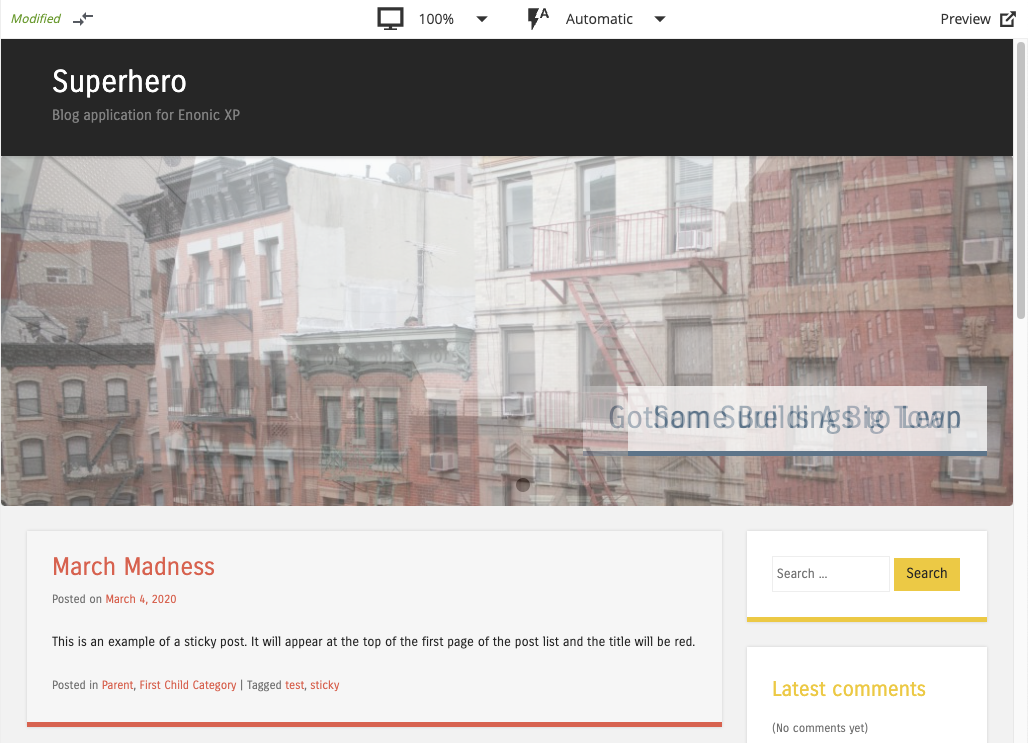 Modified
100%
A
Automatic
Preview
Superhero
Blog application for Enonic XP
March Madness
Posted on March 4, 2020
This is an example of a sticky post. It will appear at the top of the first page of the post list and the title will be red.
Posted in Parent, First Child Category | Tagged test, sticky
Search ...
Search
Latest comments
(No comments yet)